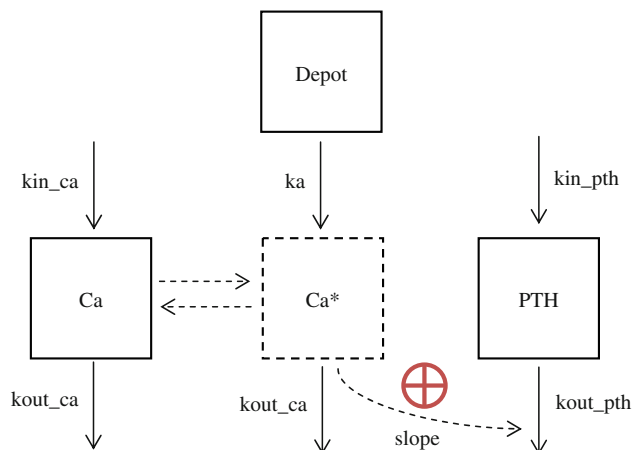 Depot
kin_ca
ka
kin_pth
Ca
Ca*
PTH
kout_ca
kout_ca
kout_pth
slope